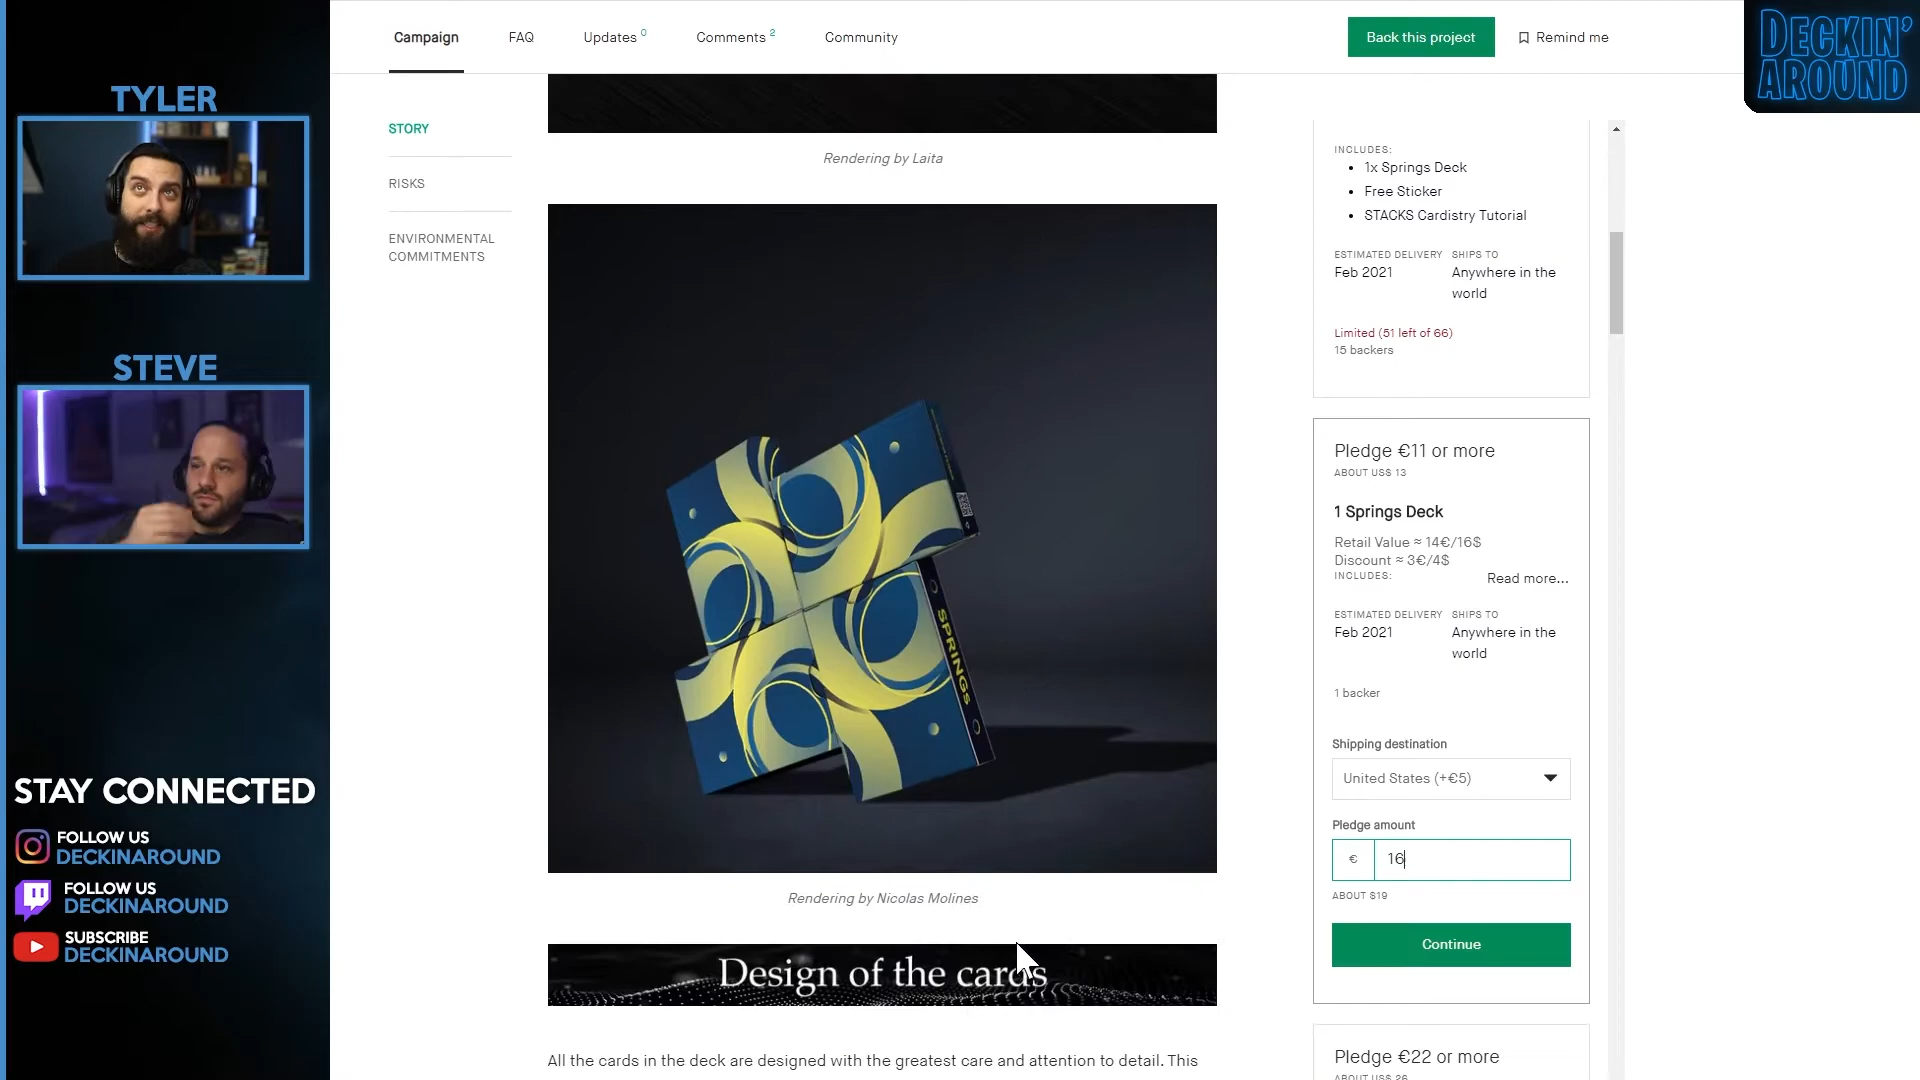 TYLER
STEVE
STAY CONNECTED
FOLLOW US
DECKINAROUND
FOLLOW US
DECKINAROUND
SUBSCRIBE
DECKINAROUND
Campaign
FAQ
Updates 0
Comments 2
Community
Back this project
Remind me
DECKIN'
AROUND
STORY
RISKS
ENVIRONMENTAL
COMMITMENTS
Rendering by Laita
SPRINGS
Rendering by Nicolas Molines
Design of the cards
All the cards in the deck are designed with the greatest care and attention to detail. This
INCLUDES:
• 1x Springs Deck
• Free Sticker
• STACKS Cardistry Tutorial
ESTIMATED DELIVERY SHIPS TO
Feb 2021 Anywhere in the
world
Limited (51 left of 66)
15 backers
Pledge €11 or more
ABOUT US$ 13
1 Springs Deck
Retail Value ≈ 14€/16$
Discount ≈ 3€/4$
INCLUDES:
Read more...
ESTIMATED DELIVERY SHIPS TO
Feb 2021 Anywhere in the
world
1 backer
Shipping destination
United States (+€5)
Pledge amount
€ 16
ABOUT $19
Continue
Pledge €22 or more
ABOUT US$ 26